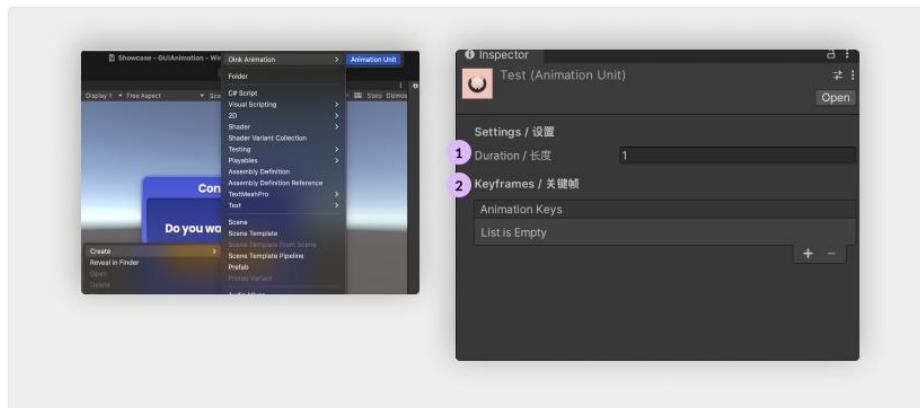 Showcase - GUIAnimation - Win
Display 1
Free Aspect
Stats
Gizmos
Con
Do you wa
Create
Reveal in Finder
Open
Delete
Oink Animation
Folder
C# Script
Visual Scripting
2D
Shader
Shader Variant Collection
Testing
Playables
Assembly Definition
Assembly Definition Reference
TextMeshPro
Text
Scene
Scene Template
Scene Template From Scene
Scene Template Pipeline
Prefab
Prefab Variant
Animation Unit
Inspector
Test (Animation Unit)
Open
Settings / 设置
1
Duration / 长度
1
2
Keyframes / 关键帧
Animation Keys
List is Empty
+ −